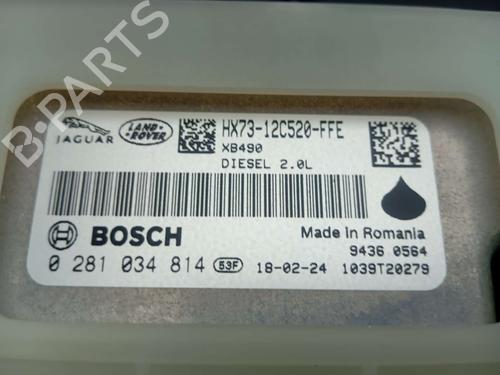 B-PARTS
JAGUAR
LAND
ROVER
HX73-12C520-FFE
XB490
DIESEL 2.0L
BOSCH
Made in Romania
9436 0564
0 281 034 814 53F 18-02-24 1039T20279